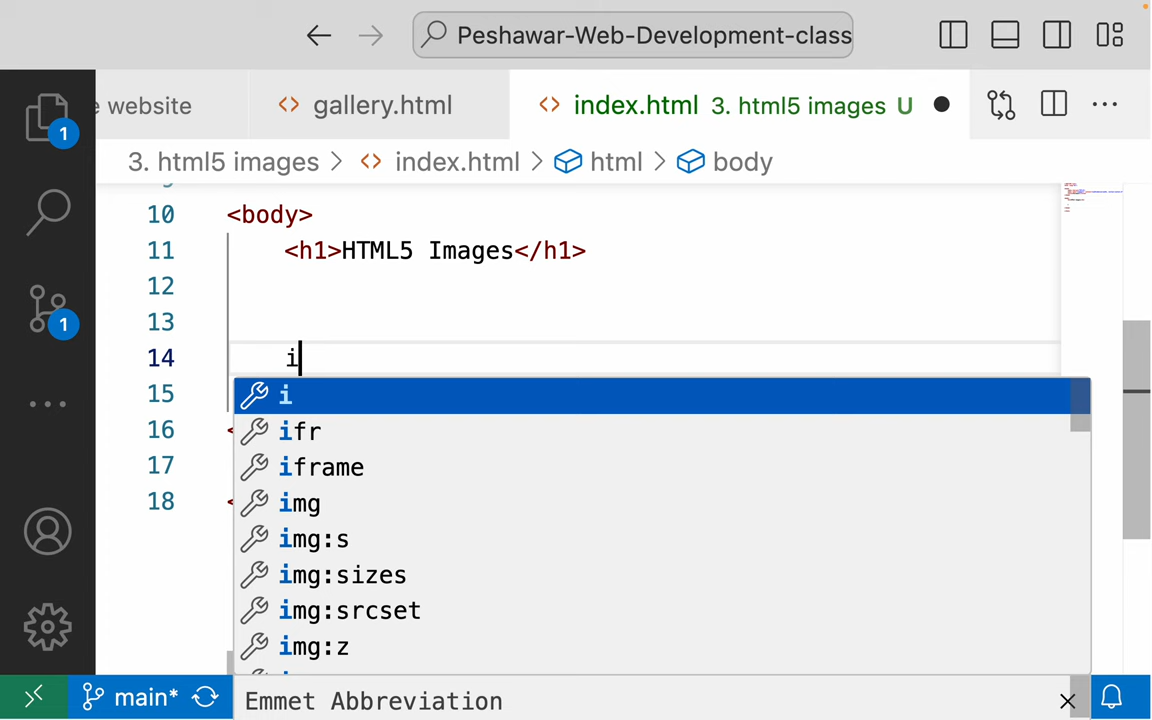 Peshawar-Web-Development-class
e website
gallery.html
index.html 3. html5 images U
3. html5 images > index.html > html > body
10 <body>
11 <h1>HTML5 Images</h1>
12
13
14 i
15
16 <
17
18 <
i
ifr
iframe
img
img:s
img:sizes
img:srcset
img:z
1
1
main*
Emmet Abbreviation